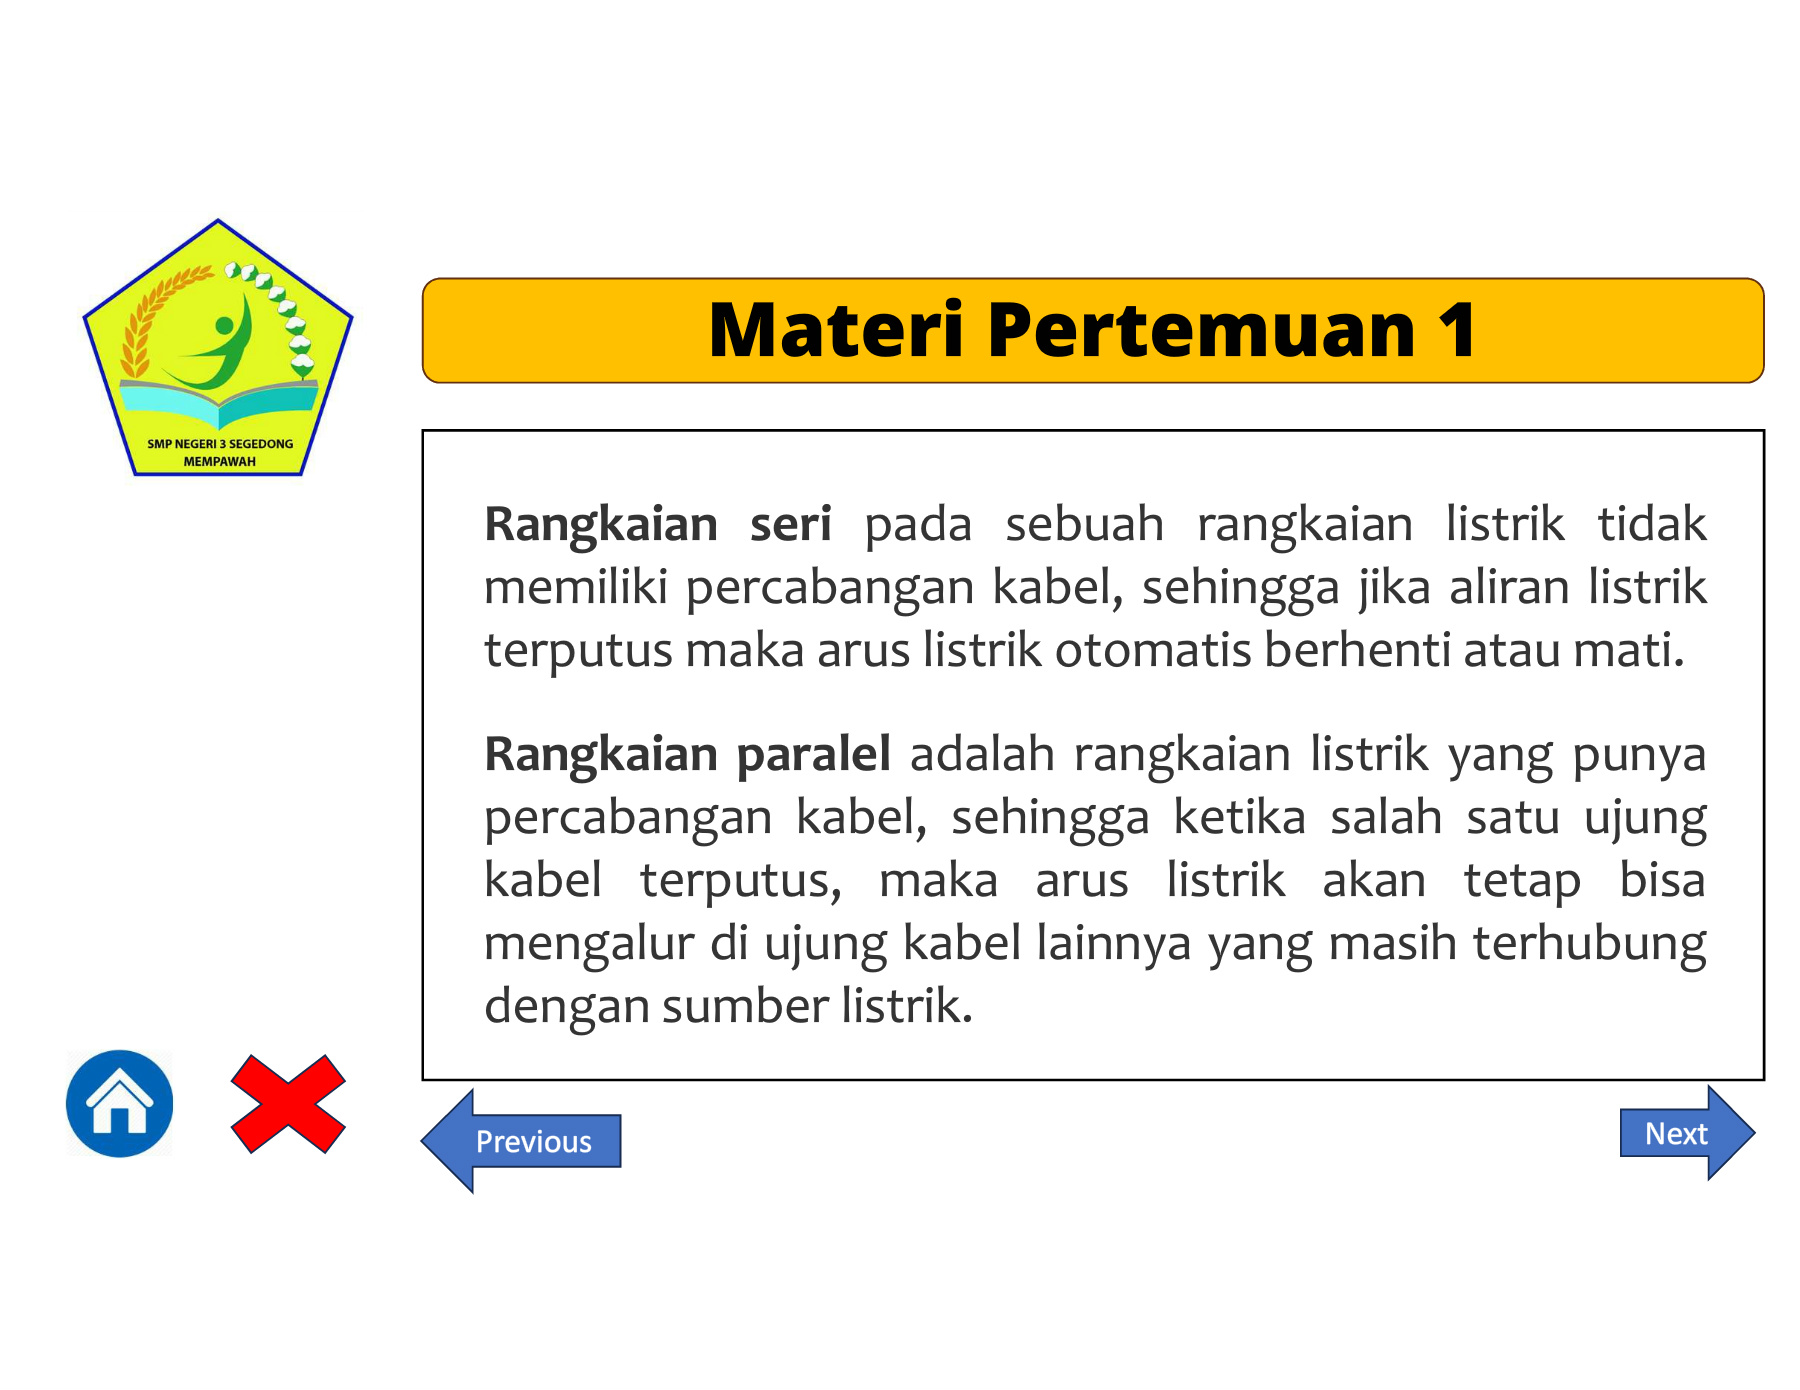 SMP NEGERI 3 SEGEDONG
MEMPAWAH
Materi Pertemuan 1
Rangkaian seri pada sebuah rangkaian listrik tidak
memiliki percabangan kabel, sehingga jika aliran listrik
terputus maka arus listrik otomatis berhenti atau mati.
Rangkaian paralel adalah rangkaian listrik yang punya
percabangan kabel, sehingga ketika salah satu ujung
kabel terputus, maka arus listrik akan tetap bisa
mengalur di ujung kabel lainnya yang masih terhubung
dengan sumber listrik.
Previous
Next